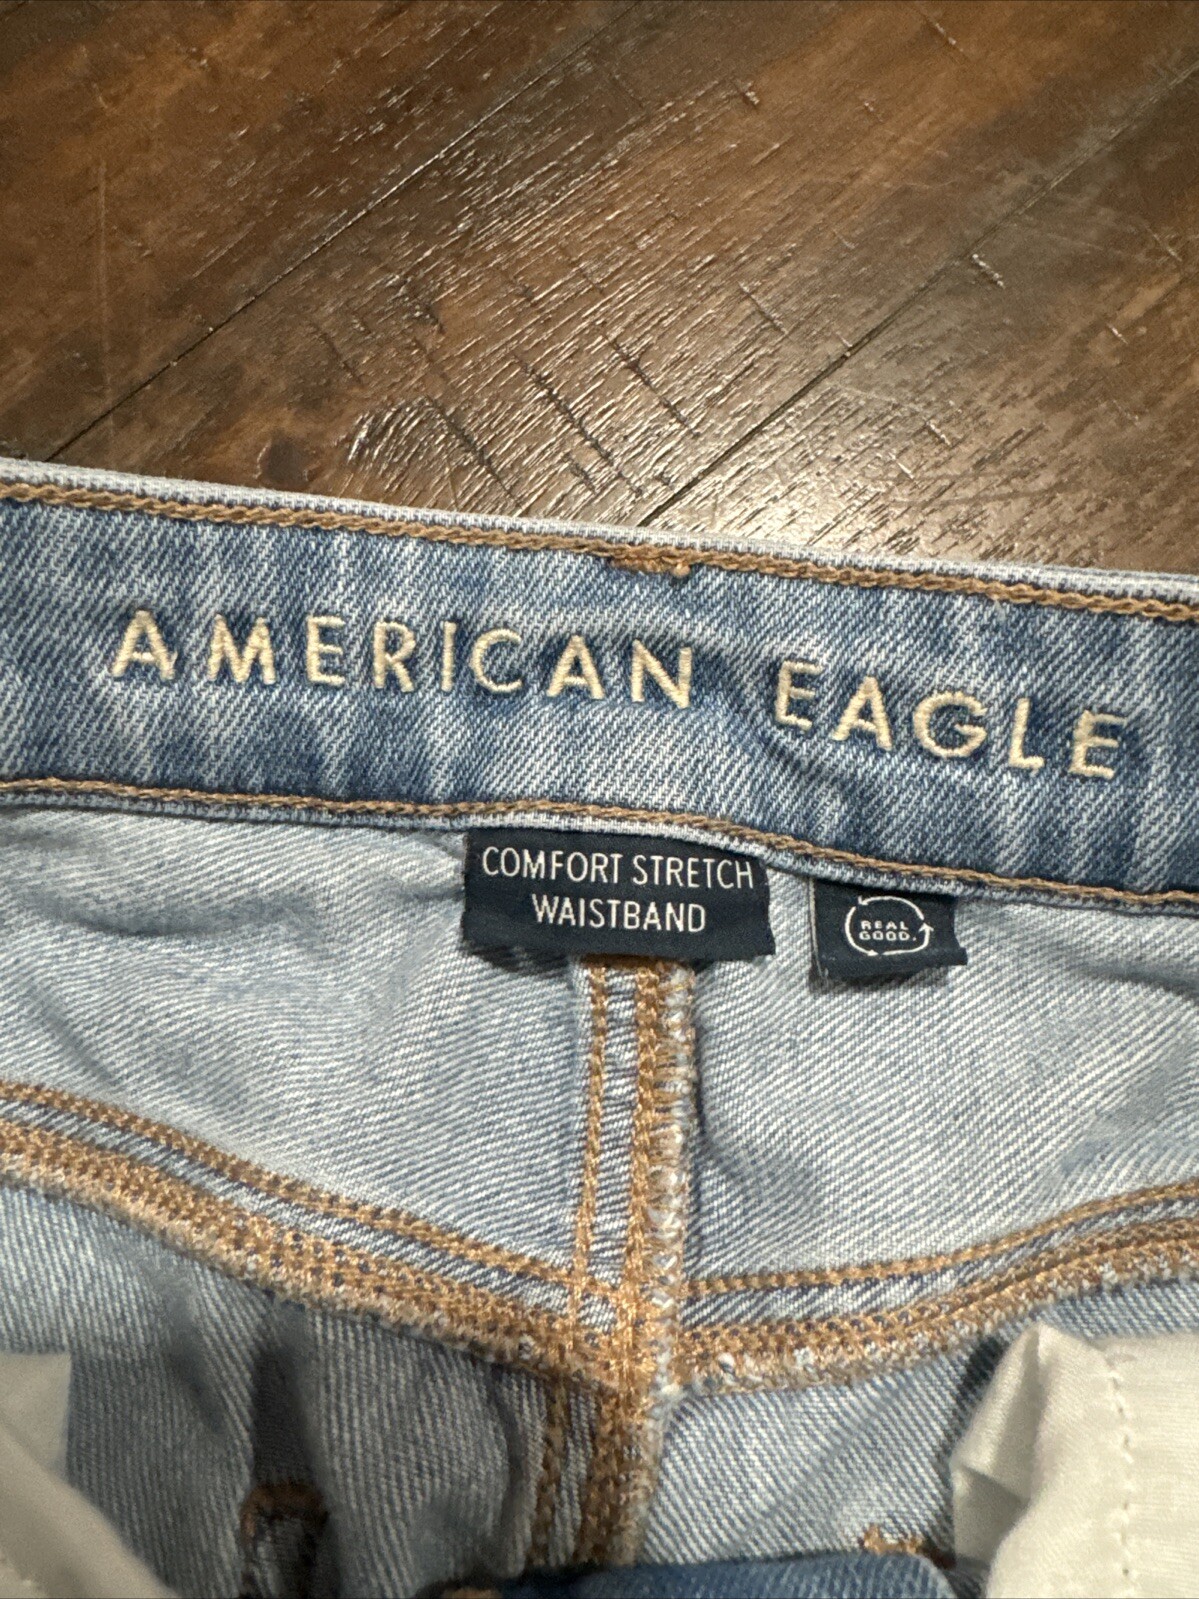 AMERICAN EAGLE
COMFORT STRETCH
WAISTBAND
REAL
GOOD.